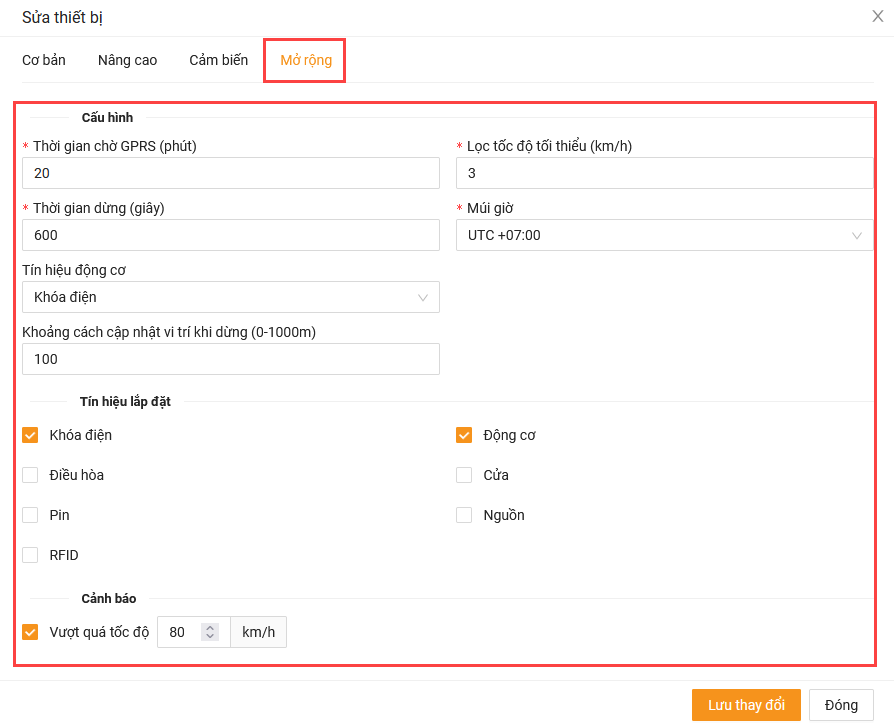 Sửa thiết bị
Cơ bản Nâng cao Cảm biến Mở rộng
Cấu hình
* Thời gian chờ GPRS (phút) * Lọc tốc độ tối thiểu (km/h)
20 3
* Thời gian dừng (giây) * Múi giờ
600 UTC +07:00
Tín hiệu động cơ
Khóa điện
Khoảng cách cập nhật vi trí khi dừng (0-1000m)
100
Tín hiệu lắp đặt
Khóa điện Động cơ
Điều hòa Cửa
Pin Nguồn
RFID
Cảnh báo
Vượt quá tốc độ 80 km/h
Lưu thay đổi Đóng